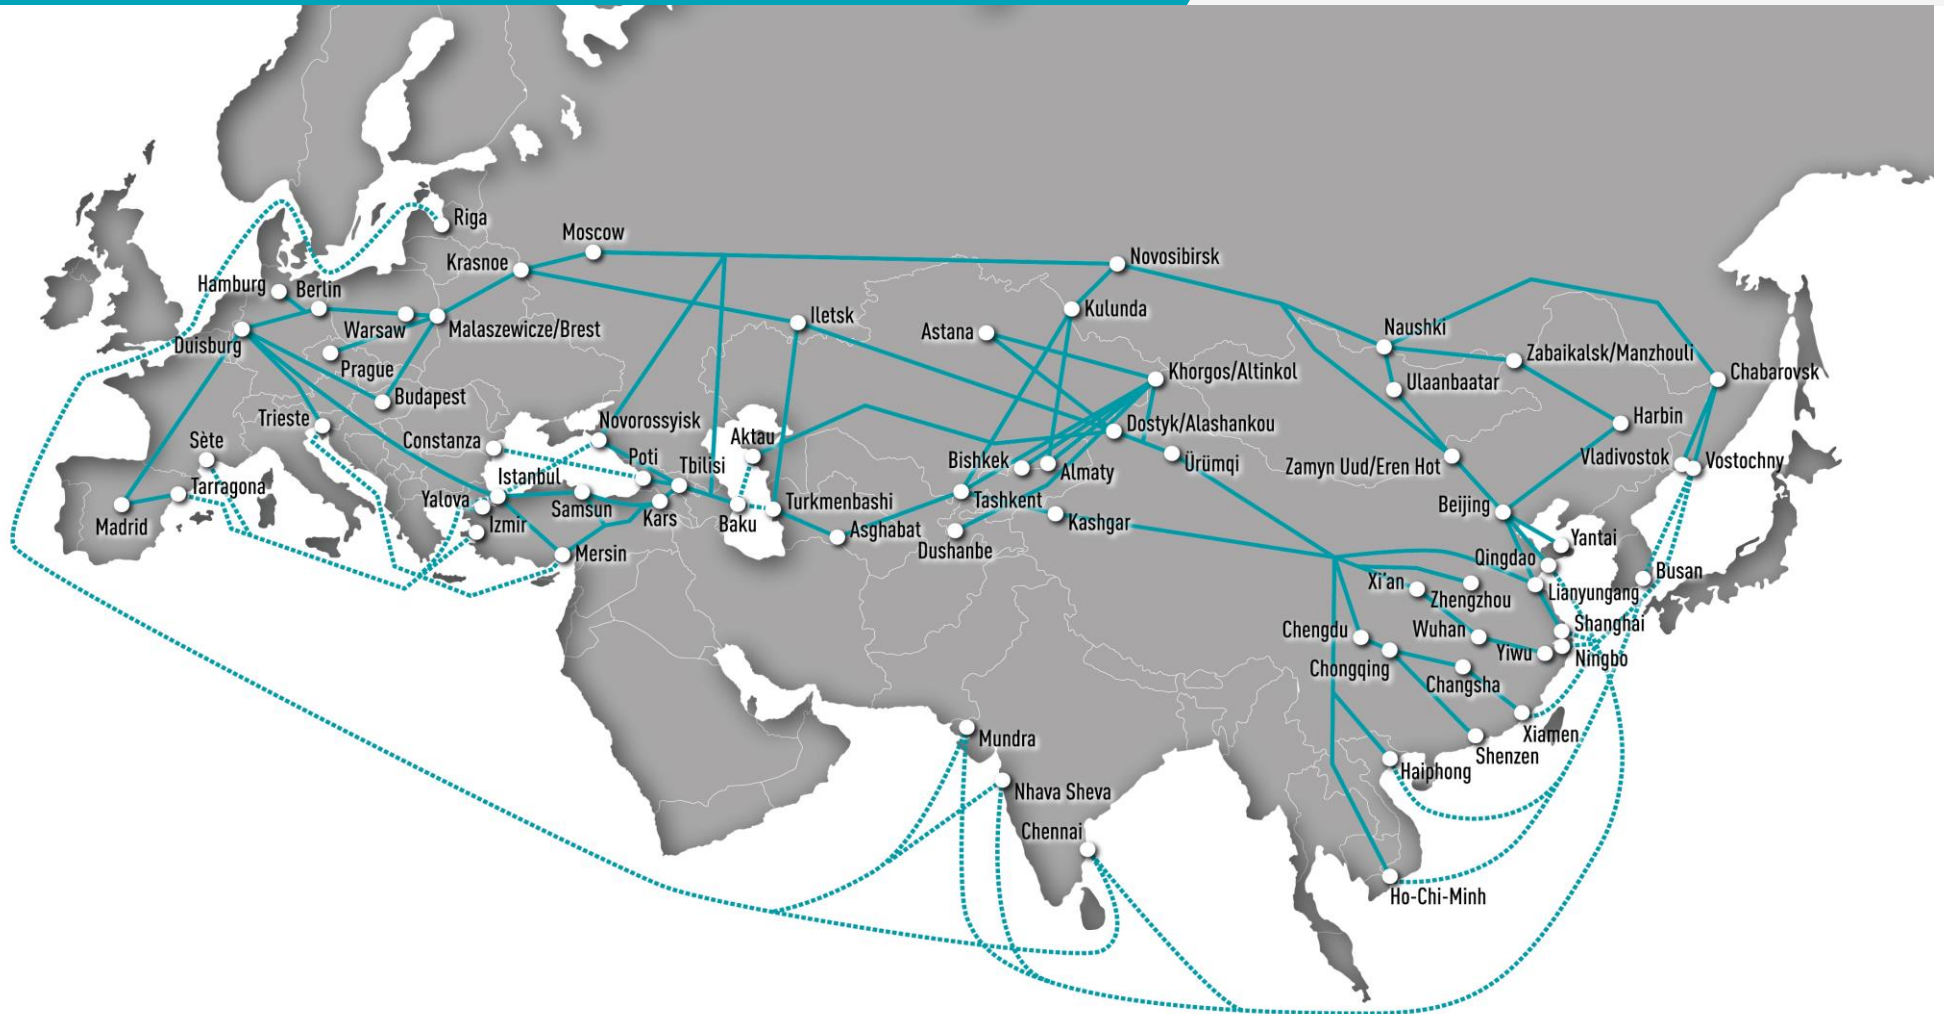 Riga
Moscow
Krasnoe
Novosibirsk
Hamburg
Berlin
Warsaw
Malaszewicze/Brest
Duisburg
Prague
Budapest
Iletsk
Kulunda
Astana
Naushki
Zabaikalsk/Manzhouli
Ulaanbaatar
Khorgos/Altinkol
Chabarovsk
Trieste
Sète
Constanza
Novorossyisk
Aktau
Dostyk/Alashankou
Harbin
Poti
Tbilisi
Bishkek
Almaty
Ürümqi
Zamyn Uud/Eren Hot
Vladivostok
Vostochny
Istanbul
Tarragona
Madrid
Yalova
Izmir
Samsun
Kars
Baku
Turkmenbashi
Tashkent
Beijing
Asghabat
Dushanbe
Kashgar
Mersin
Yantai
Qingdao
Busan
Xi'an
Zhengzhou
Lianyungang
Chengdu
Wuhan
Shanghai
Yiwu
Ningbo
Chongqing
Changsha
Mundra
Xiamen
Shenzen
Haiphong
Nhava Sheva
Chennai
Ho-Chi-Minh